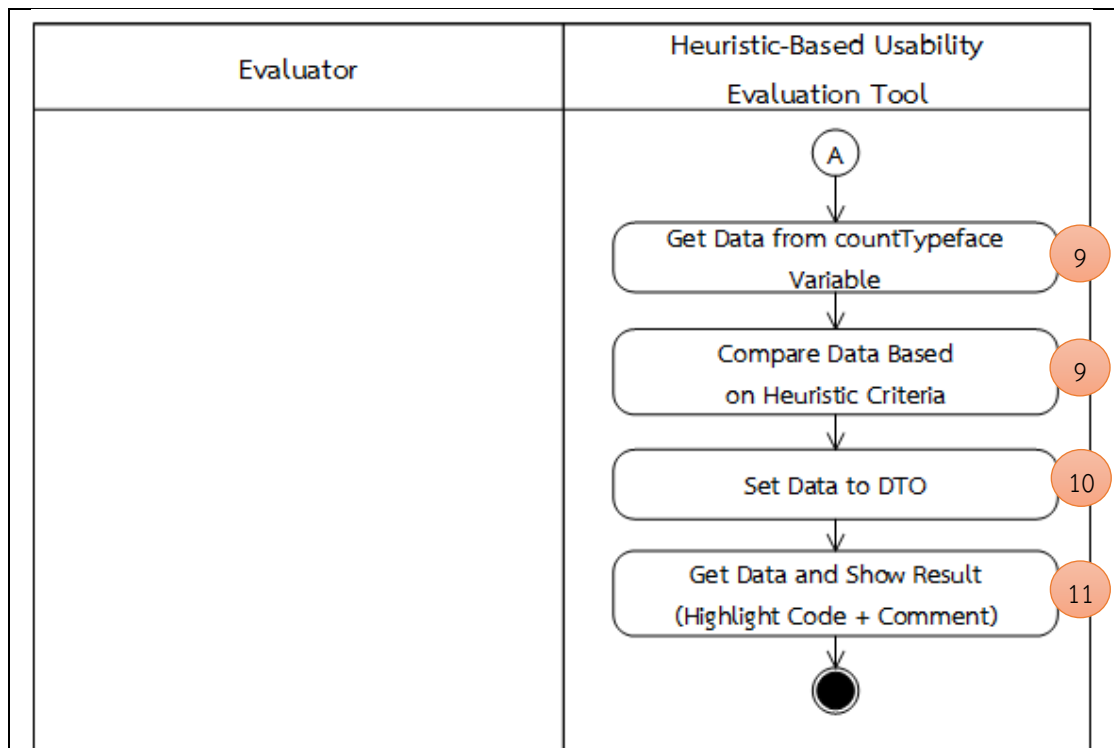 Evaluator
Heuristic-Based Usability
Evaluation Tool
A
Get Data from countTypeface
Variable
9
Compare Data Based
on Heuristic Criteria
9
Set Data to DTO
10
Get Data and Show Result
(Highlight Code + Comment)
11